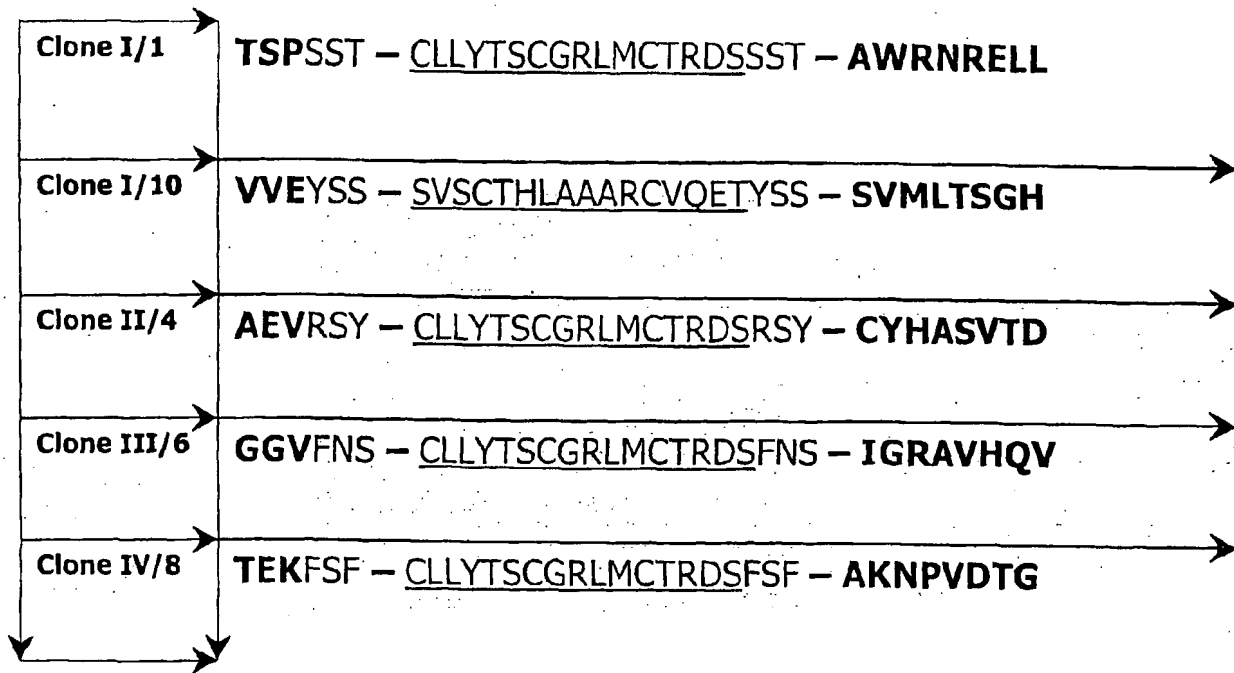 Clone I/1 TSPSST – CLLYTSCGRLMCTRDSSST – AWRNRELL
Clone I/10 VVEYSS – SVSCTHLAAARCVQETYSS – SVMLTSGH
Clone II/4 AEVRSY – CLLYTSCGRLMCTRDSRSY – CYHASVTD
Clone III/6 GGVFNS – CLLYTSCGRLMCTRDSFNS – IGRAVHQV
Clone IV/8 TEKFSF – CLLYTSCGRLMCTRDSFSF – AKNPVDTG